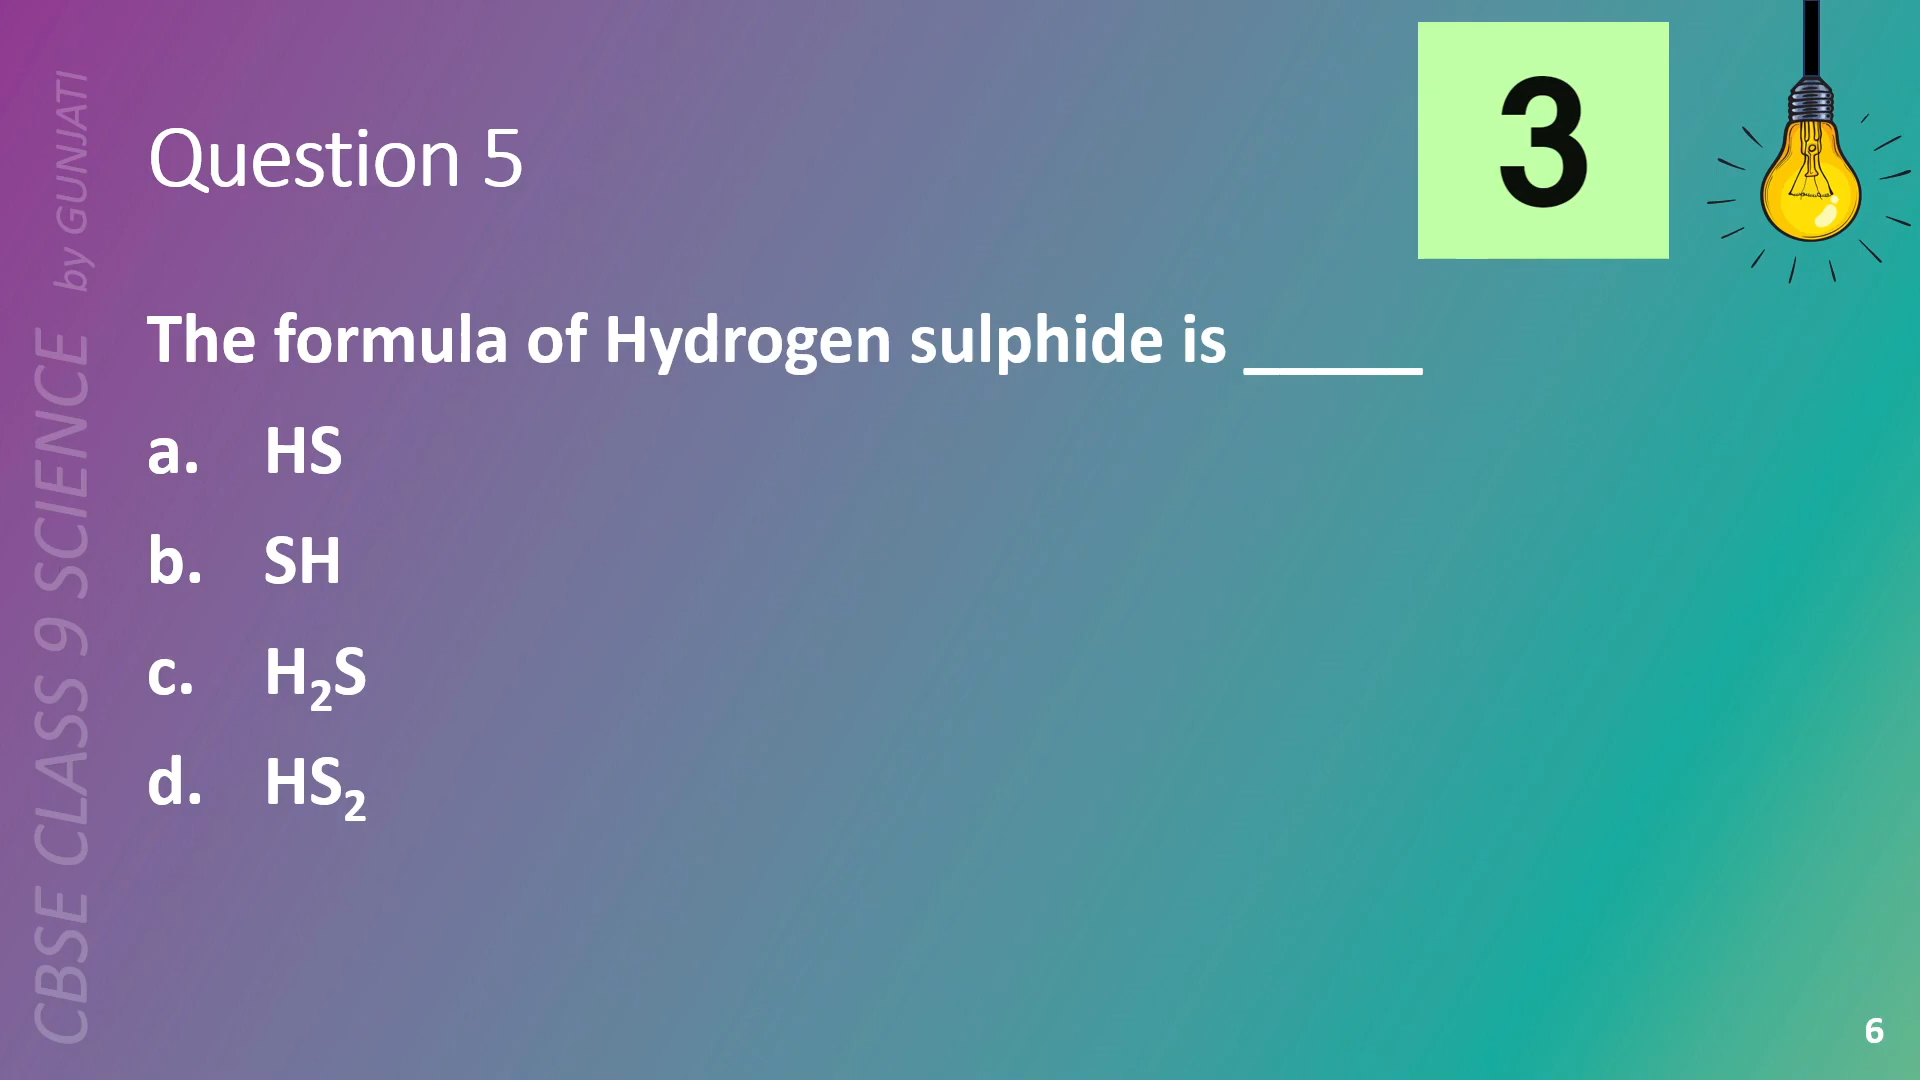 Question 5
3
The formula of Hydrogen sulphide is _____
a. HS
b. SH
c. H₂S
d. HS₂
6
CBSE CLASS 9 SCIENCE by GUNJATI